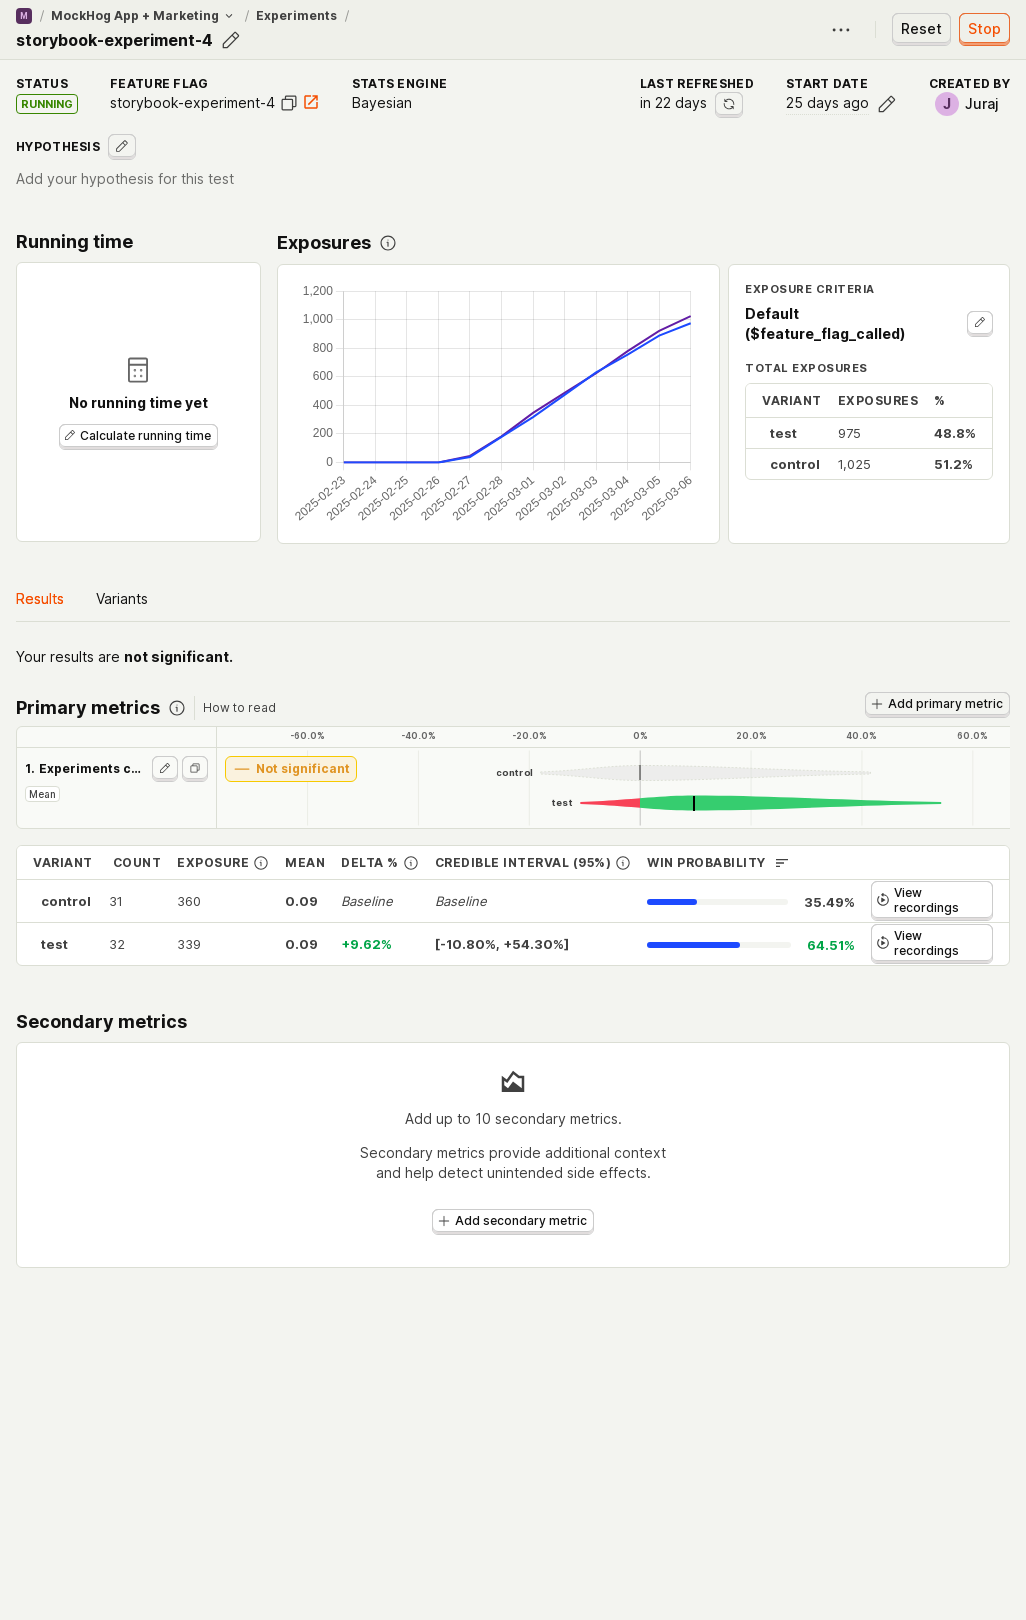 M / MockHog App + Marketing / Experiments /
storybook-experiment-4
Reset Stop
STATUS FEATURE FLAG STATS ENGINE LAST REFRESHED START DATE CREATED BY
RUNNING storybook-experiment-4 Bayesian in 22 days 25 days ago J Juraj
HYPOTHESIS
Add your hypothesis for this test
Running time
No running time yet
Calculate running time
Exposures
1,200
1,000
800
600
400
200
0
2025-02-23 2025-02-24 2025-02-25 2025-02-26 2025-02-27 2025-02-28 2025-03-01 2025-03-02 2025-03-03 2025-03-04 2025-03-05 2025-03-06
EXPOSURE CRITERIA
Default
($feature_flag_called)
TOTAL EXPOSURES
VARIANT EXPOSURES %
test 975 48.8%
control 1,025 51.2%
Results Variants
Your results are not significant.
Primary metrics How to read Add primary metric
-60.0% -40.0% -20.0% 0% 20.0% 40.0% 60.0%
1. Experiments c...
Mean
— Not significant
control
test
VARIANT COUNT EXPOSURE MEAN DELTA % CREDIBLE INTERVAL (95%) WIN PROBABILITY
control 31 360 0.09 Baseline Baseline 35.49% View recordings
test 32 339 0.09 +9.62% [-10.80%, +54.30%] 64.51% View recordings
Secondary metrics
Add up to 10 secondary metrics.
Secondary metrics provide additional context
and help detect unintended side effects.
Add secondary metric